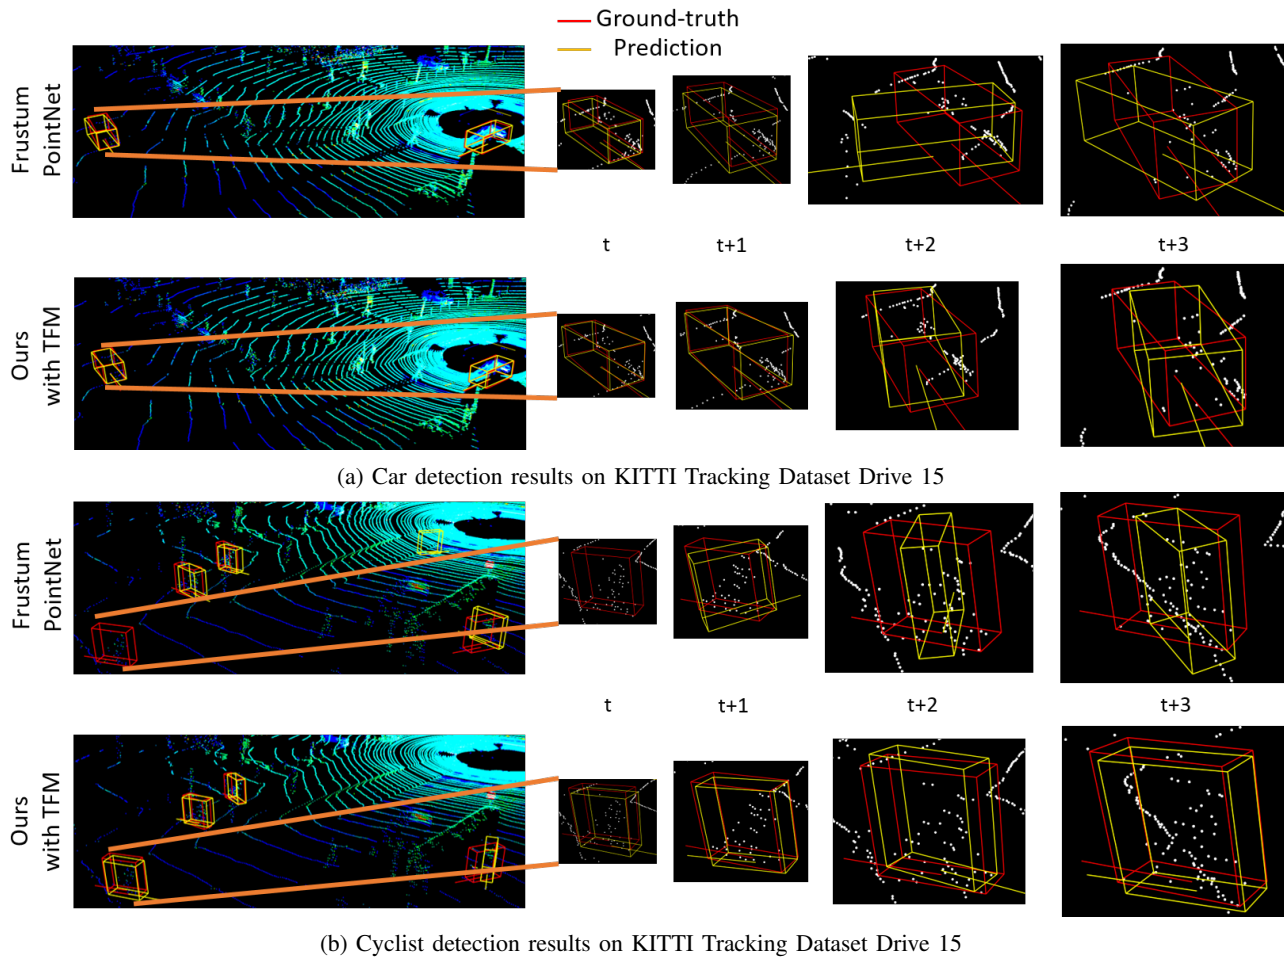 Ground-truth
Prediction
Frustum
PointNet
t
t+1
t+2
t+3
Ours
with TFM
(a) Car detection results on KITTI Tracking Dataset Drive 15
Frustum
PointNet
t
t+1
t+2
t+3
Ours
with TFM
(b) Cyclist detection results on KITTI Tracking Dataset Drive 15